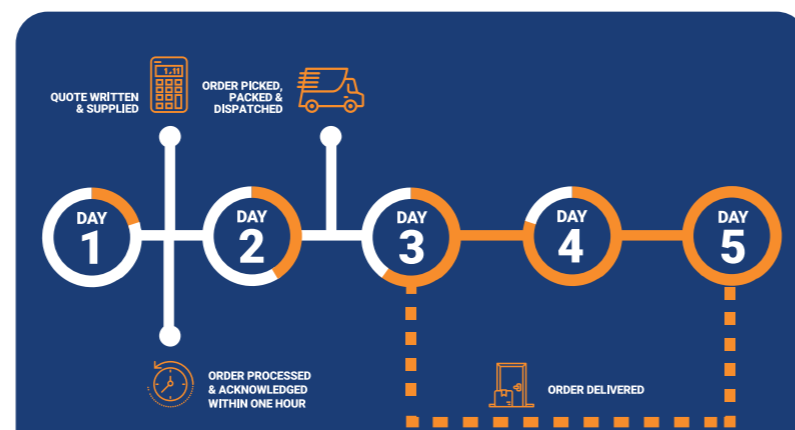 QUOTE WRITTEN
& SUPPLIED
1.11
ORDER PICKED,
PACKED &
DISPATCHED
DAY
1
DAY
2
DAY
3
DAY
4
DAY
5
ORDER PROCESSED
& ACKNOWLEDGED
WITHIN ONE HOUR
ORDER DELIVERED